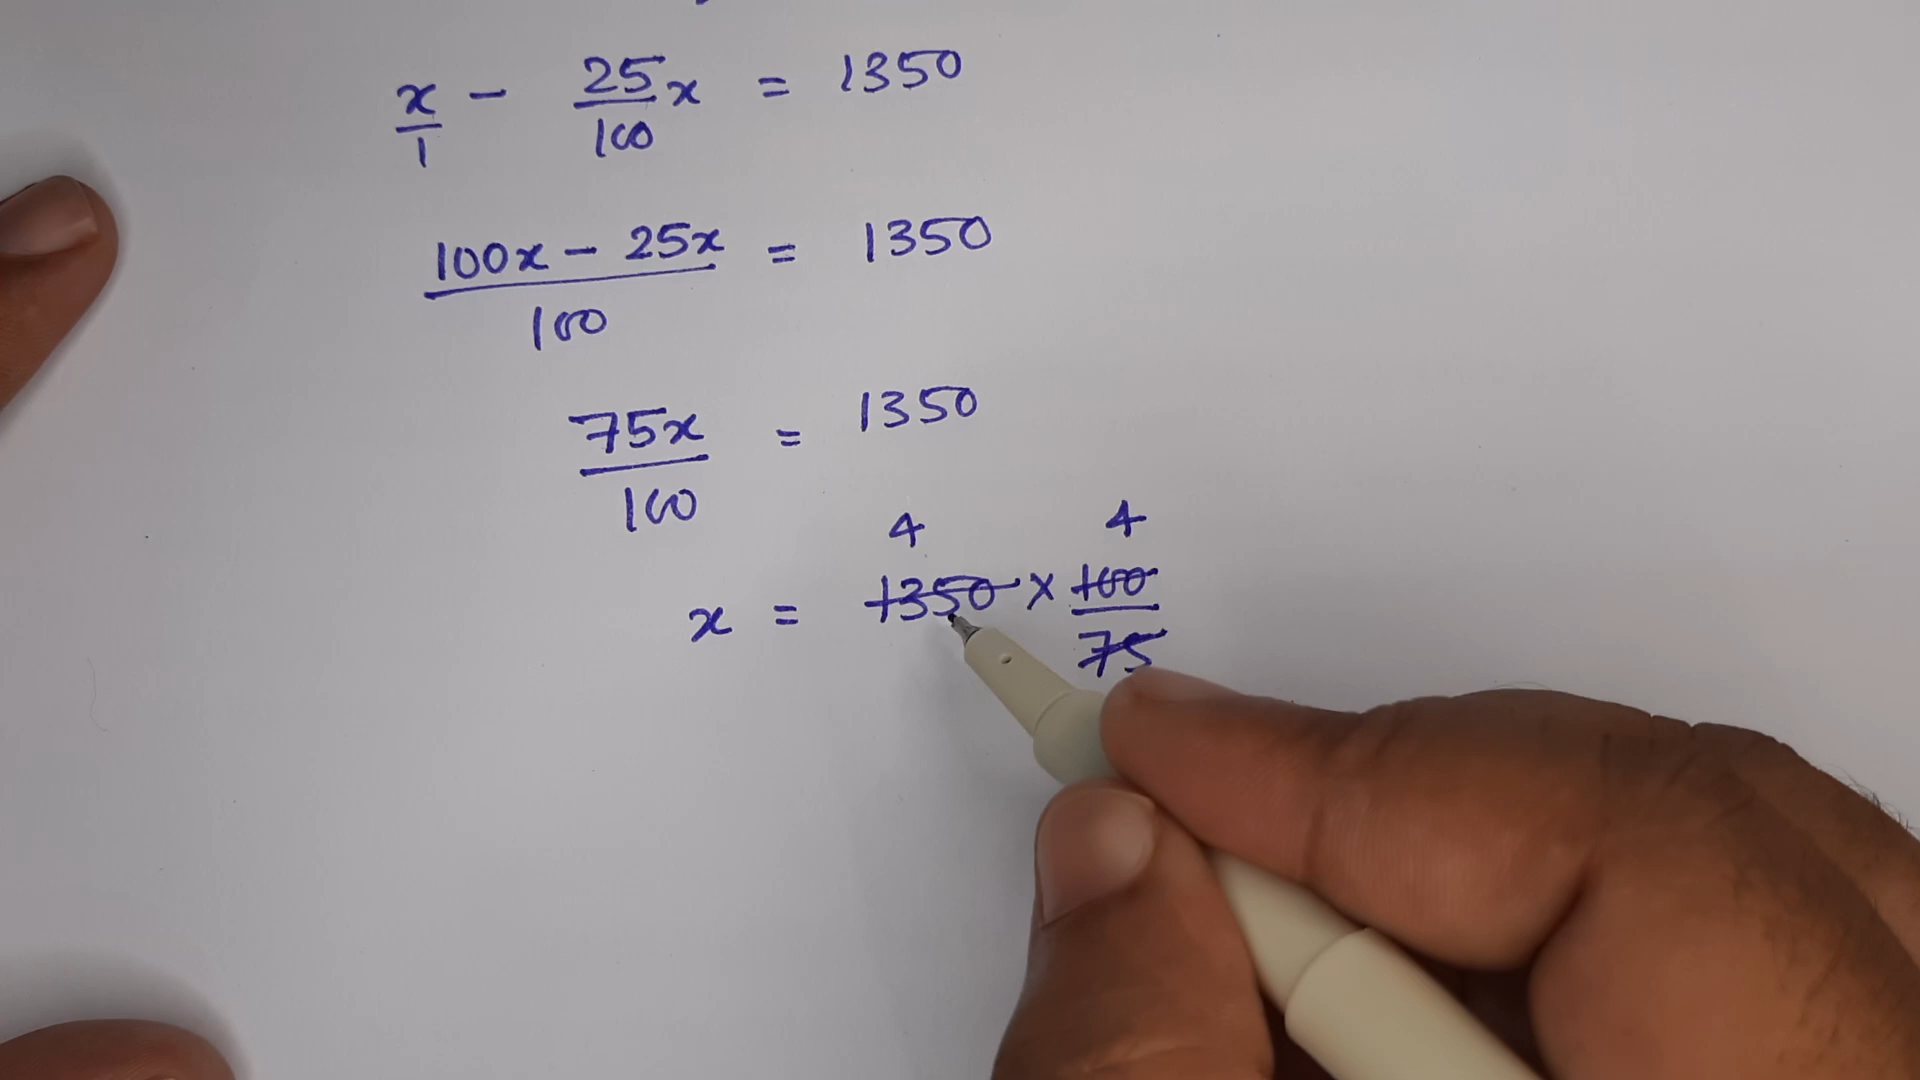 x/1 - 25/100 x = 1350
100x - 25x / 100 = 1350
75x / 100 = 1350
4 4
x = 1350 x 100 / 75